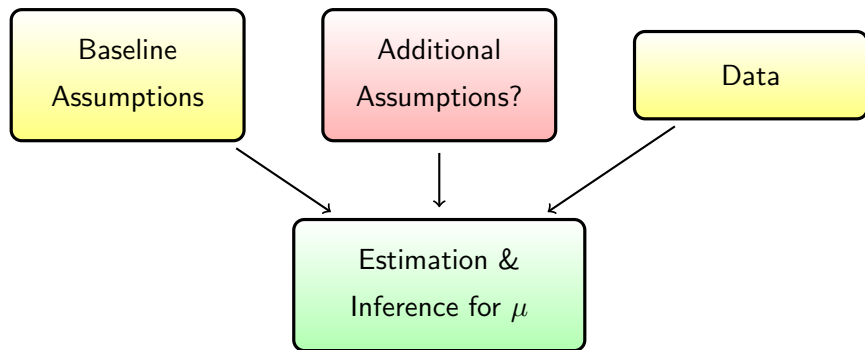 Baseline
Assumptions
Additional
Assumptions?
Data
Estimation &
Inference for μ